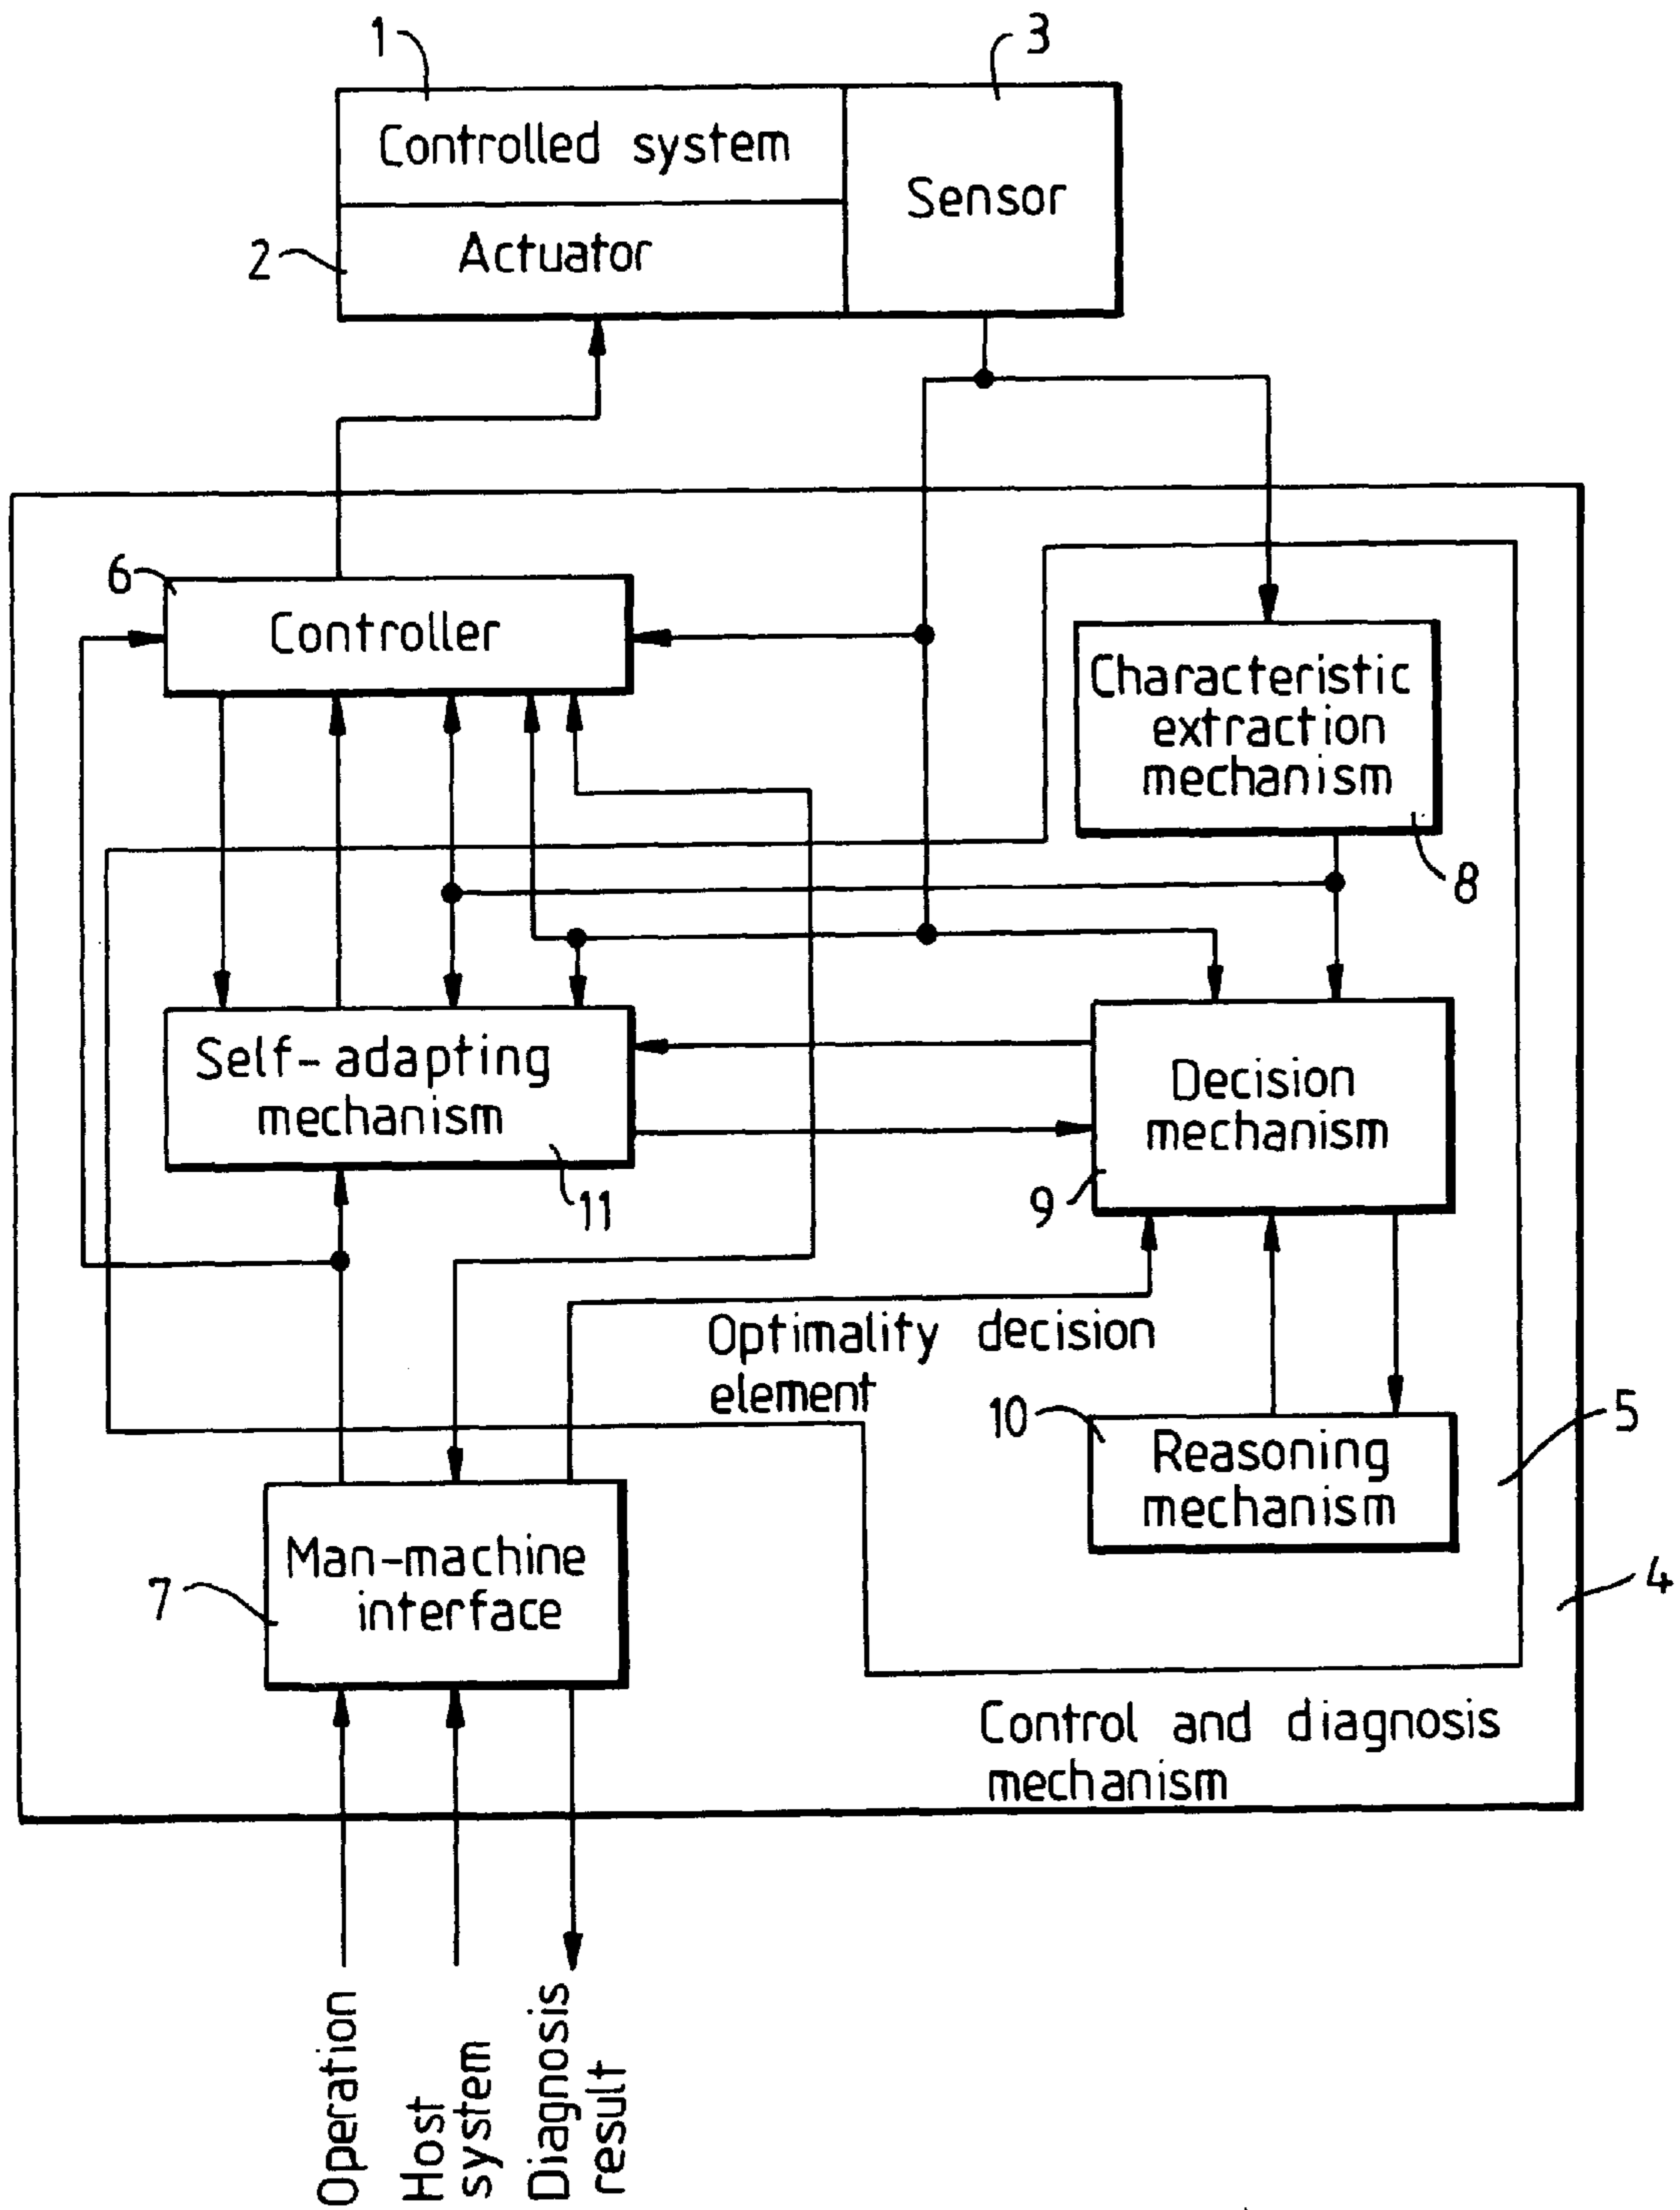 1
3
Controlled system
Sensor
2
Actuator
6
Controller
Characteristic
extraction
mechanism
8
Self-adapting
mechanism
11
Decision
mechanism
9
Optimality decision
element
10
Reasoning
mechanism
5
4
Man-machine
interface
7
Control and diagnosis
mechanism
Operation
Host
system
Diagnosis
result